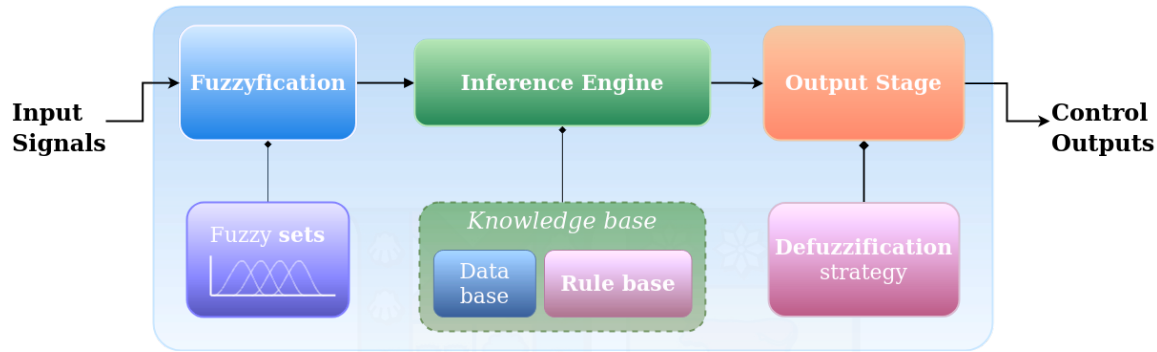 Input
Signals
Fuzzyfication
Inference Engine
Output Stage
Control
Outputs
Fuzzy sets
Knowledge base
Data
base
Rule base
Defuzzification
strategy